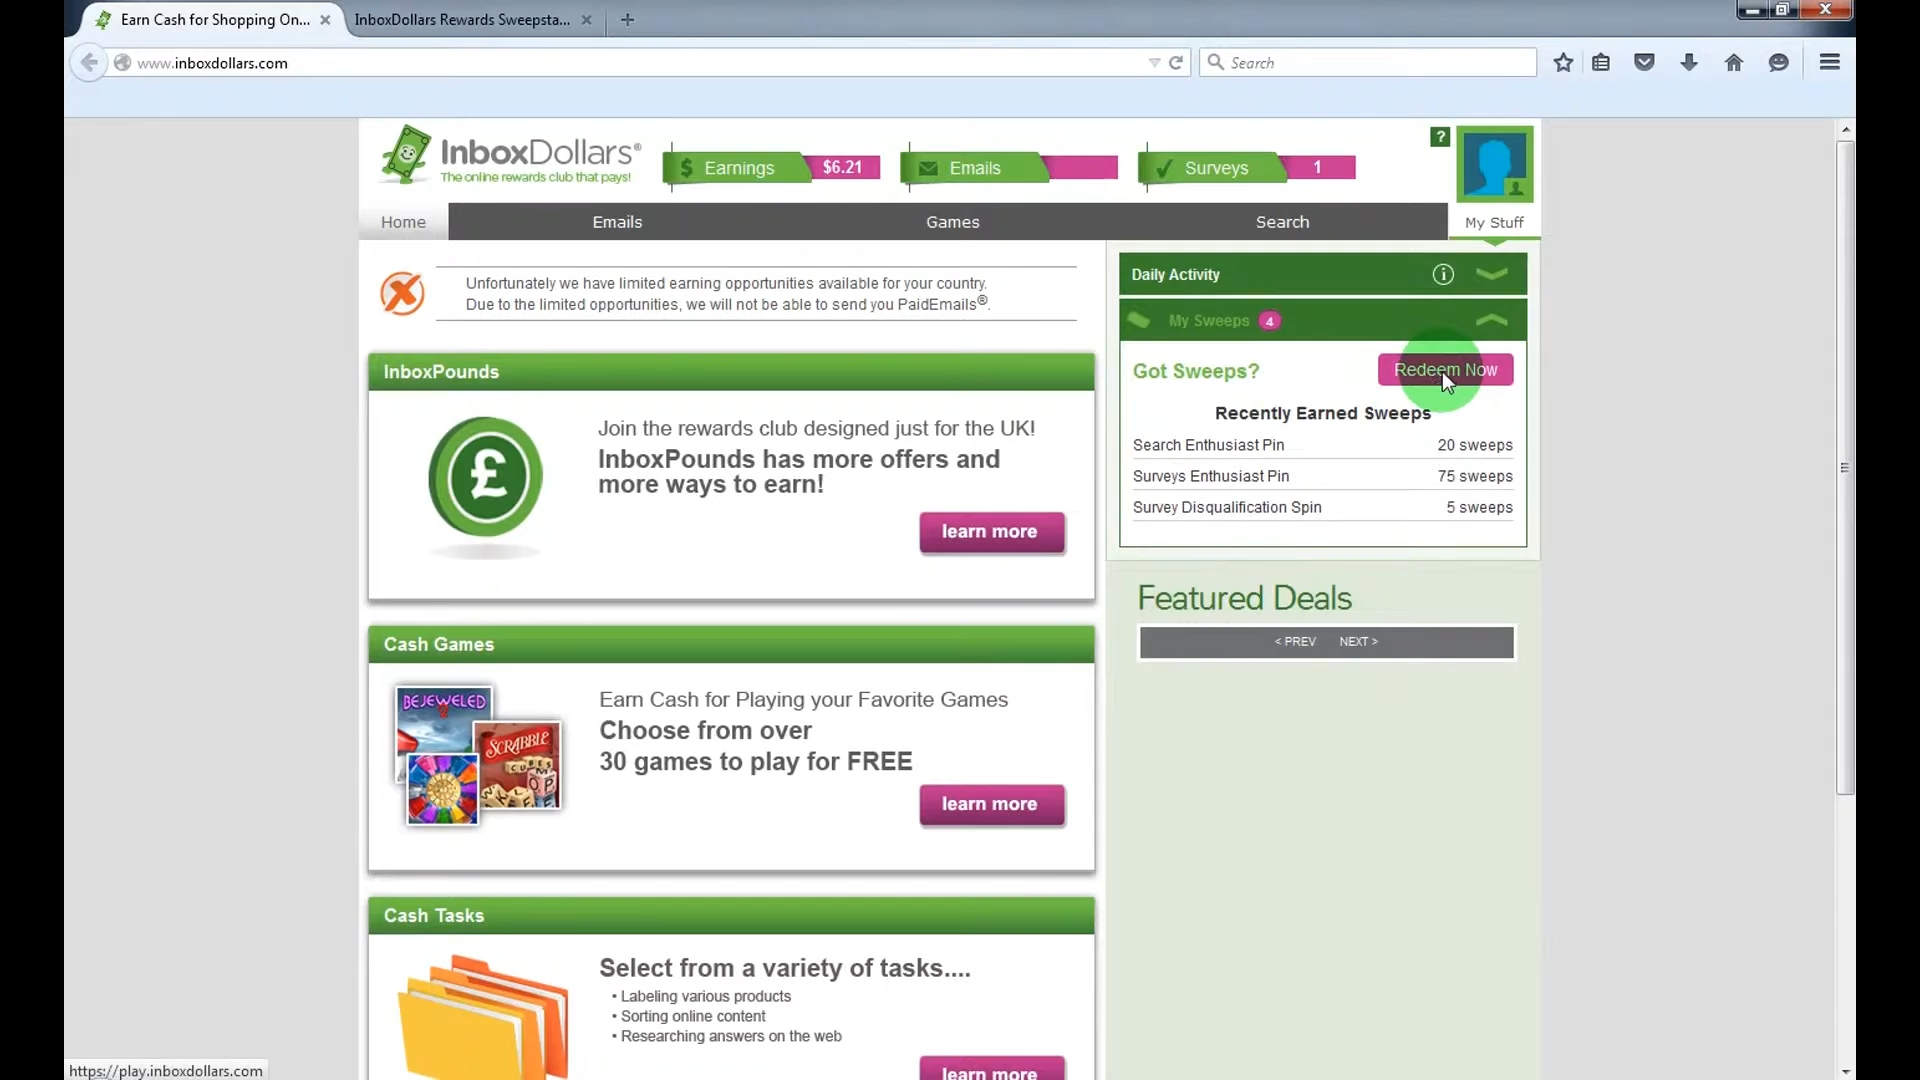 Earn Cash for Shopping On...
InboxDollars Rewards Sweepsta...
www.inboxdollars.com
Search
InboxDollars®
The online rewards club that pays!
$ Earnings $6.21
Emails
Surveys 1
?
Home
Emails
Games
Search
My Stuff
Unfortunately we have limited earning opportunities available for your country.
Due to the limited opportunities, we will not be able to send you PaidEmails®.
Daily Activity
My Sweeps 4
Got Sweeps?
Redeem Now
Recently Earned Sweeps
Search Enthusiast Pin 20 sweeps
Surveys Enthusiast Pin 75 sweeps
Survey Disqualification Spin 5 sweeps
InboxPounds
£
Join the rewards club designed just for the UK!
InboxPounds has more offers and
more ways to earn!
learn more
Featured Deals
< PREV NEXT >
Cash Games
BEJEWELED
2
SCRABBLE
CUBES
Earn Cash for Playing your Favorite Games
Choose from over
30 games to play for FREE
learn more
Cash Tasks
Select from a variety of tasks....
• Labeling various products
• Sorting online content
• Researching answers on the web
learn more
https://play.inboxdollars.com